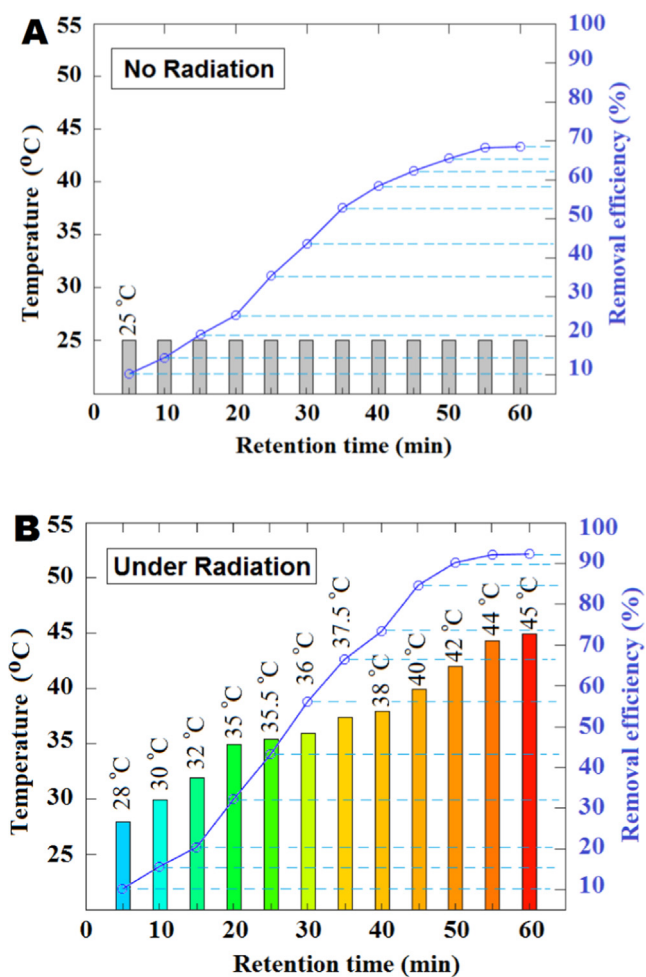 A
No Radiation
Temperature (⁰C)
55
50
45
40
35
30
25
25 °C
100
90
80
70
60
50
40
30
20
10
Removal efficiency (%)
0 10 20 30 40 50 60
Retention time (min)
B
Under Radiation
Temperature (⁰C)
55
50
45
40
35
30
25
28 °C
30 °C
32 °C
35 °C
35.5 °C
36 °C
37.5 °C
38 °C
40 °C
42 °C
44 °C
45 °C
100
90
80
70
60
50
40
30
20
10
Removal efficiency (%)
0 10 20 30 40 50 60
Retention time (min)